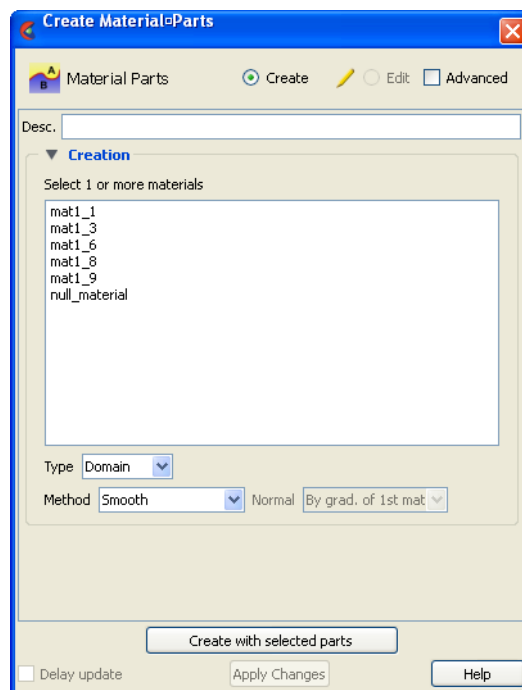 Create Material▫Parts
A
B
Material Parts Create Edit Advanced
Desc.
Creation
Select 1 or more materials
mat1_1
mat1_3
mat1_6
mat1_8
mat1_9
null_material
Type Domain
Method Smooth Normal By grad. of 1st mat
Create with selected parts
Delay update Apply Changes Help